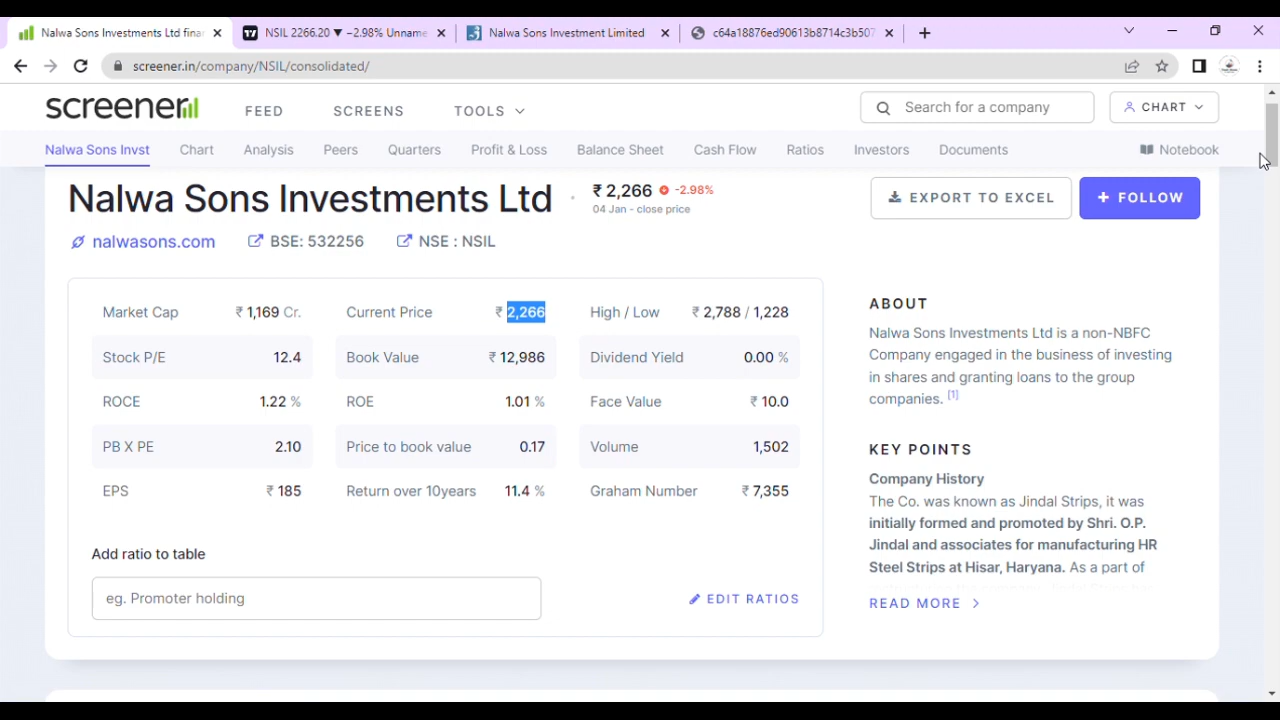 Nalwa Sons Investments Ltd finan
NSIL 2266.20 ▼ −2.98% Unname
Nalwa Sons Investment Limited
c64a18876ed90613b8714c3b507
screener.in/company/NSIL/consolidated/
screener
FEED
SCREENS
TOOLS
Search for a company
CHART
Nalwa Sons Invst
Chart
Analysis
Peers
Quarters
Profit & Loss
Balance Sheet
Cash Flow
Ratios
Investors
Documents
Notebook
Nalwa Sons Investments Ltd
₹ 2,266 -2.98%
04 Jan - close price
EXPORT TO EXCEL
+ FOLLOW
nalwasons.com
BSE: 532256
NSE : NSIL
Market Cap ₹ 1,169 Cr.
Current Price ₹ 2,266
High / Low ₹ 2,788 / 1,228
Stock P/E 12.4
Book Value ₹ 12,986
Dividend Yield 0.00 %
ROCE 1.22 %
ROE 1.01 %
Face Value ₹ 10.0
PB X PE 2.10
Price to book value 0.17
Volume 1,502
EPS ₹ 185
Return over 10years 11.4 %
Graham Number ₹ 7,355
Add ratio to table
eg. Promoter holding
EDIT RATIOS
ABOUT
Nalwa Sons Investments Ltd is a non-NBFC
Company engaged in the business of investing
in shares and granting loans to the group
companies. [1]
KEY POINTS
Company History
The Co. was known as Jindal Strips, it was
initially formed and promoted by Shri. O.P.
Jindal and associates for manufacturing HR
Steel Strips at Hisar, Haryana. As a part of
READ MORE